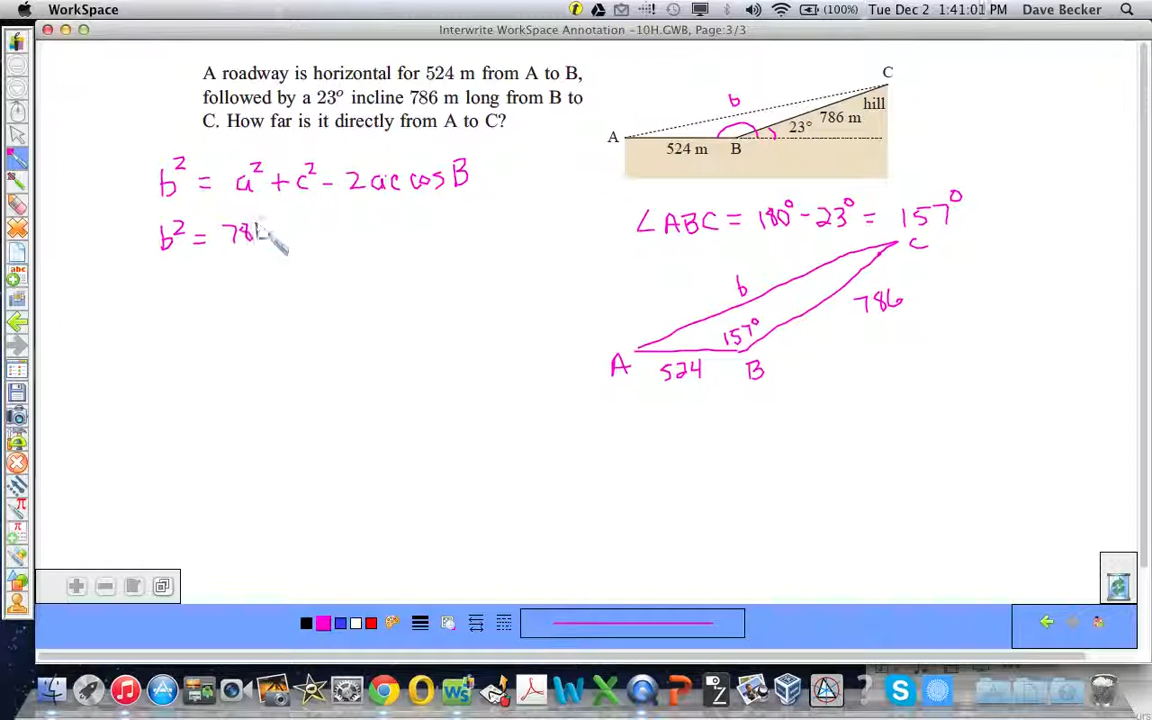 WorkSpace
(100%) Tue Dec 2 1:41:01 PM Dave Becker
Interwrite WorkSpace Annotation -10H.GWB, Page:3/3
A roadway is horizontal for 524 m from A to B,
followed by a 23° incline 786 m long from B to
C. How far is it directly from A to C?
C
b
hill
786 m
23°
A
524 m
B
b² = a² + c² - 2ac cos B
∠ABC = 180° - 23° = 157°
b² = 78
C
b
786
157°
A
524
B
abc